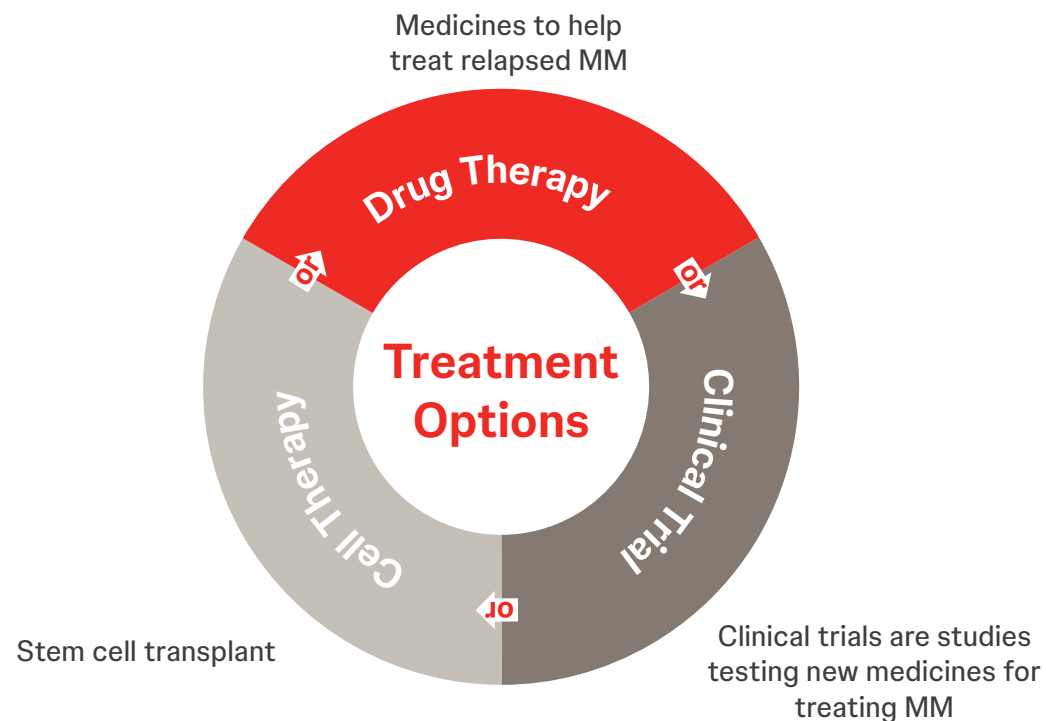 Medicines to help
treat relapsed MM
Drug Therapy
or
or
Treatment
Options
Clinical Trial
Cell Therapy
or
Stem cell transplant
Clinical trials are studies
testing new medicines for
treating MM